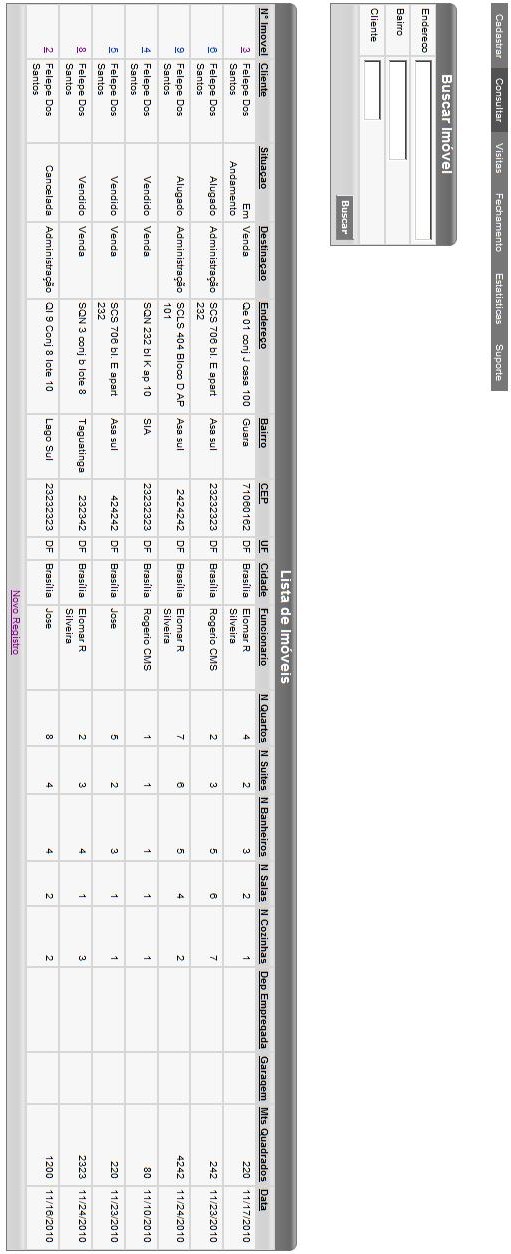 Cadastrar Consultar Visitas Fechamento Estatisticas Suporte
Buscar Imóvel
Endereco
Bairro
Cliente
Buscar
Lista de Imóveis
N° Imovel Cliente Situaçao Destinaçao Endereço Bairro CEP UF Cidade Funcionario N Quartos N Suites N Banheiros N Salas N Cozinhas Dep Empregada Garagem Mts Quadrados Data
3 Felepe Dos Santos Em Andamento Venda Qe 01 conj J casa 100 Guara 71060162 DF Brasília Elomar R Silveira 4 2 3 2 1 220 11/17/2010
6 Felepe Dos Santos Alugado Administração SCS 706 bl. E apart 232 Asa sul 23232323 DF Brasília Rogerio CMS 2 3 5 6 7 242 11/23/2010
9 Felepe Dos Santos Alugado Administração SCLS 404 Bloco D AP 101 Asa sul 2424242 DF Brasília Elomar R Silveira 7 6 5 4 2 4242 11/24/2010
4 Felepe Dos Santos Vendido Venda SQN 232 bl K ap 10 SIA 23232323 DF Brasília Rogerio CMS 1 1 1 1 1 80 11/10/2010
5 Felepe Dos Santos Vendido Venda SCS 706 bl. E apart 232 Asa sul 424242 DF Brasília Jose 5 2 3 1 1 220 11/23/2010
8 Felepe Dos Santos Vendido Venda SQN 3 conj b lote 8 Taguatinga 232342 DF Brasília Elomar R Silveira 2 3 4 1 3 2323 11/24/2010
2 Felepe Dos Santos Cancelada Administração QI 9 Conj 8 lote 10 Lago Sul 23232323 DF Brasília Jose 8 4 4 2 2 1200 11/16/2010
Novo Registro